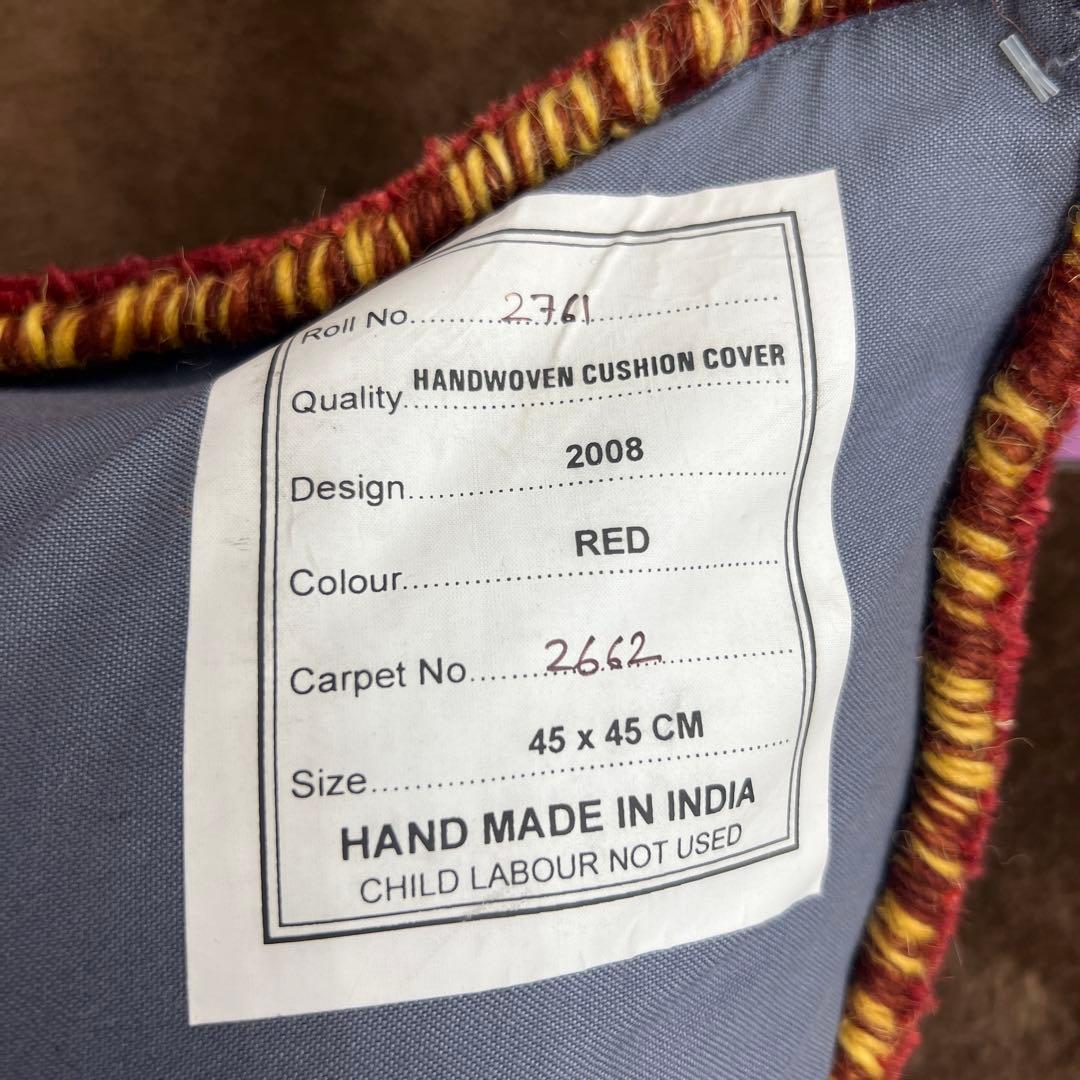 Roll No. 2761
Quality HANDWOVEN CUSHION COVER
Design 2008
Colour RED
Carpet No 2662
Size 45 x 45 CM
HAND MADE IN INDIA
CHILD LABOUR NOT USED